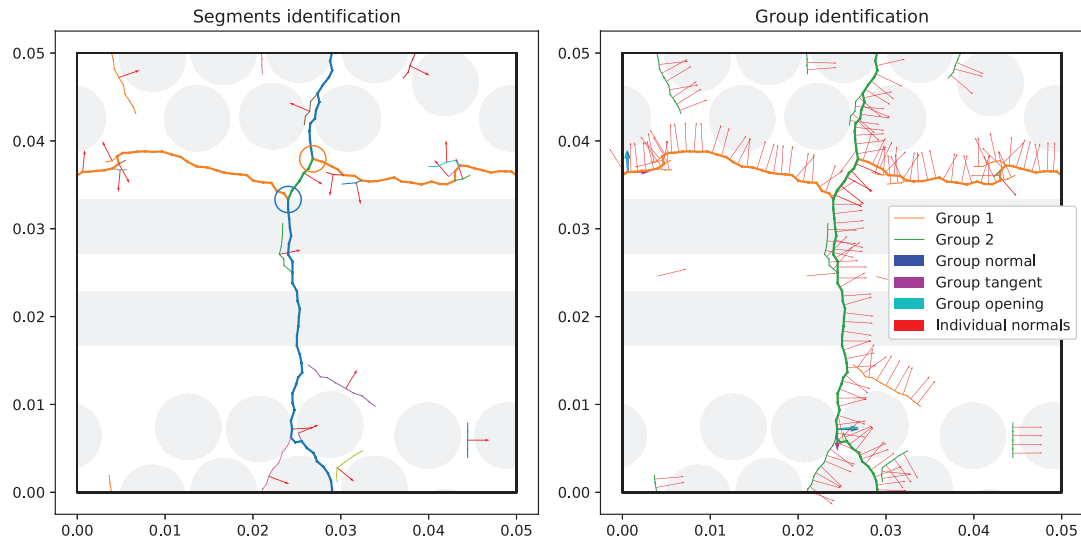 Segments identification
Group identification
0.05
0.04
0.03
0.02
0.01
0.00
0.00 0.01 0.02 0.03 0.04 0.05
0.05
0.04
0.03
0.02
0.01
0.00
0.00 0.01 0.02 0.03 0.04 0.05
Group 1
Group 2
Group normal
Group tangent
Group opening
Individual normals